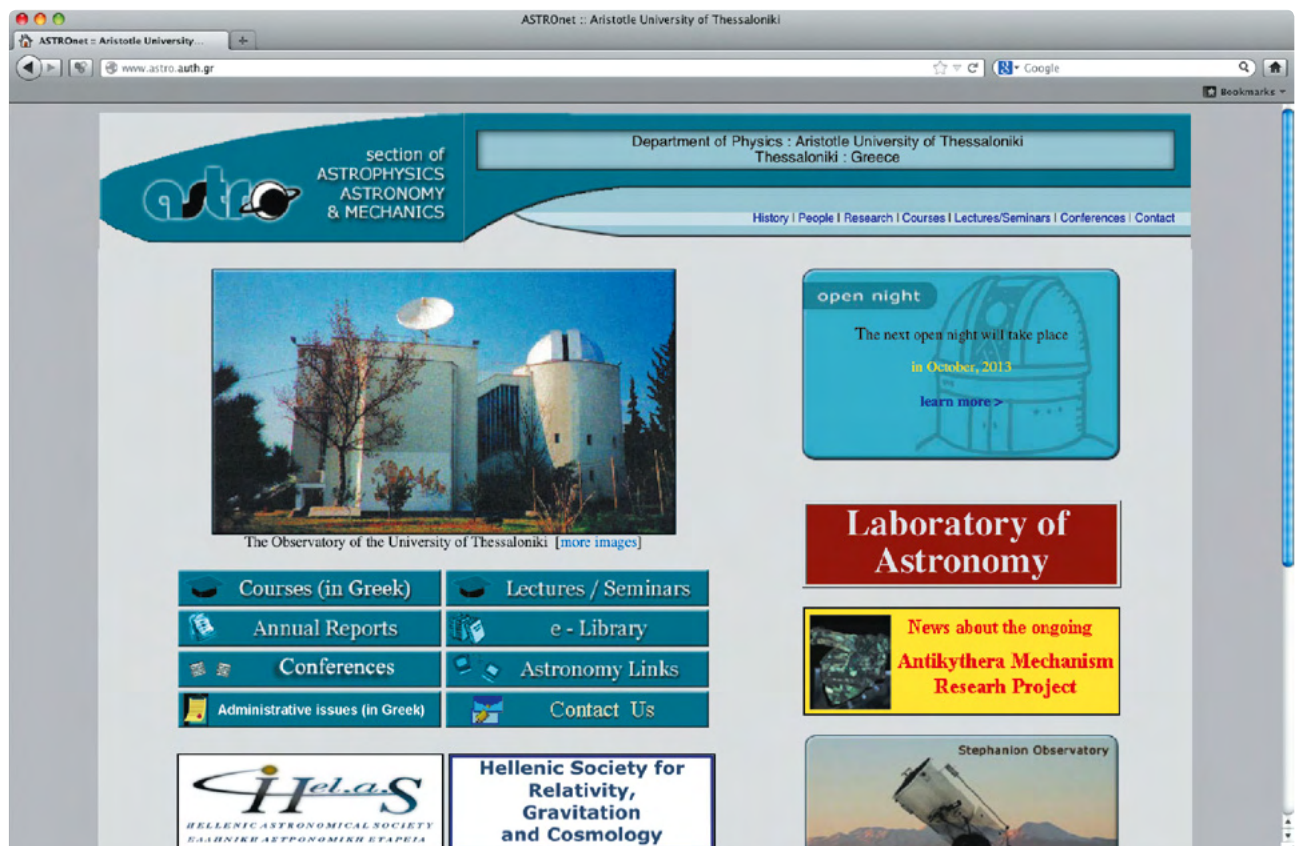 ASTROnet :: Aristotle University of Thessaloniki
ASTROnet :: Aristotle University...
www.astro.auth.gr
Google
Bookmarks
astro
section of
ASTROPHYSICS
ASTRONOMY
& MECHANICS
Department of Physics : Aristotle University of Thessaloniki
Thessaloniki : Greece
History | People | Research | Courses | Lectures/Seminars | Conferences | Contact
The Observatory of the University of Thessaloniki [more images]
open night
The next open night will take place
in October, 2013
learn more >
Courses (in Greek)
Lectures / Seminars
Annual Reports
e - Library
Conferences
Astronomy Links
Administrative issues (in Greek)
Contact Us
Laboratory of
Astronomy
News about the ongoing
Antikythera Mechanism
Researh Project
Stephanion Observatory
Hel.a.S
HELLENIC ASTRONOMICAL SOCIETY
ΕΛΛΗΝΙΚΗ ΑΣΤΡΟΝΟΜΙΚΗ ΕΤΑΙΡΕΙΑ
Hellenic Society for
Relativity,
Gravitation
and Cosmology